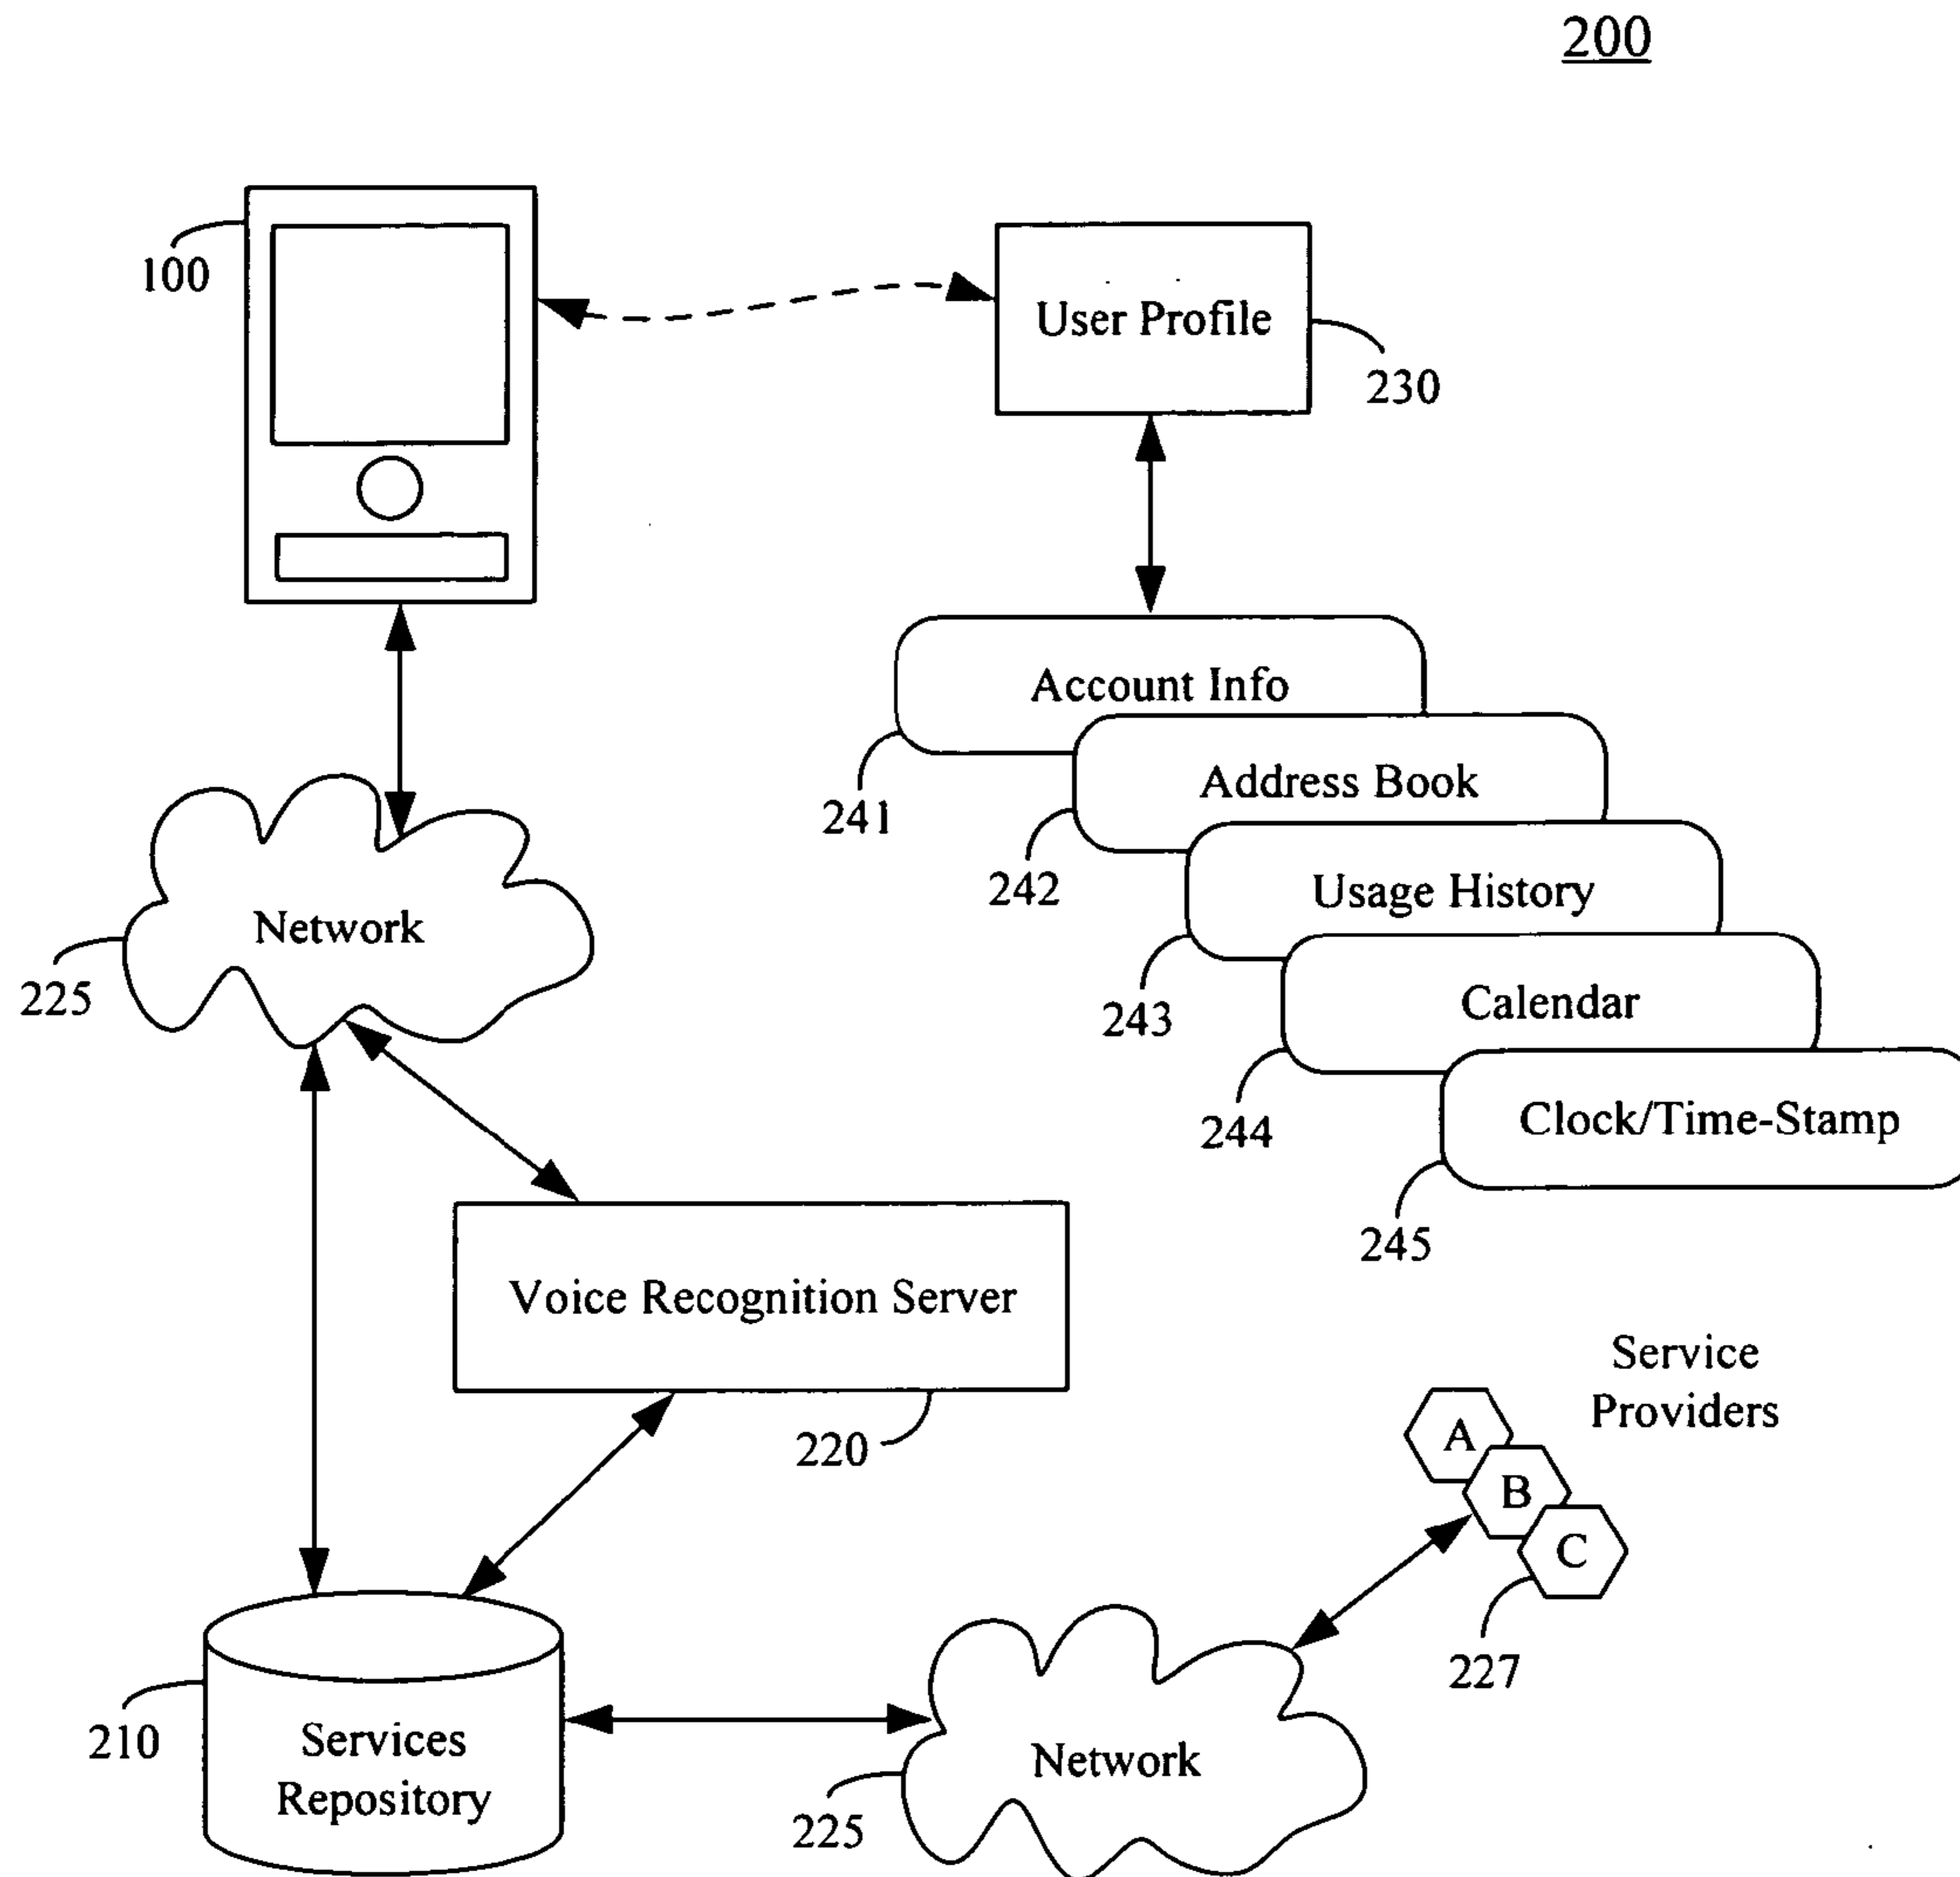 200
100
User Profile
230
Account Info
241
Address Book
242
Usage History
243
Calendar
244
Clock/Time-Stamp
245
Network
225
Voice Recognition Server
220
Service
Providers
A
B
C
227
Services
Repository
210
Network
225